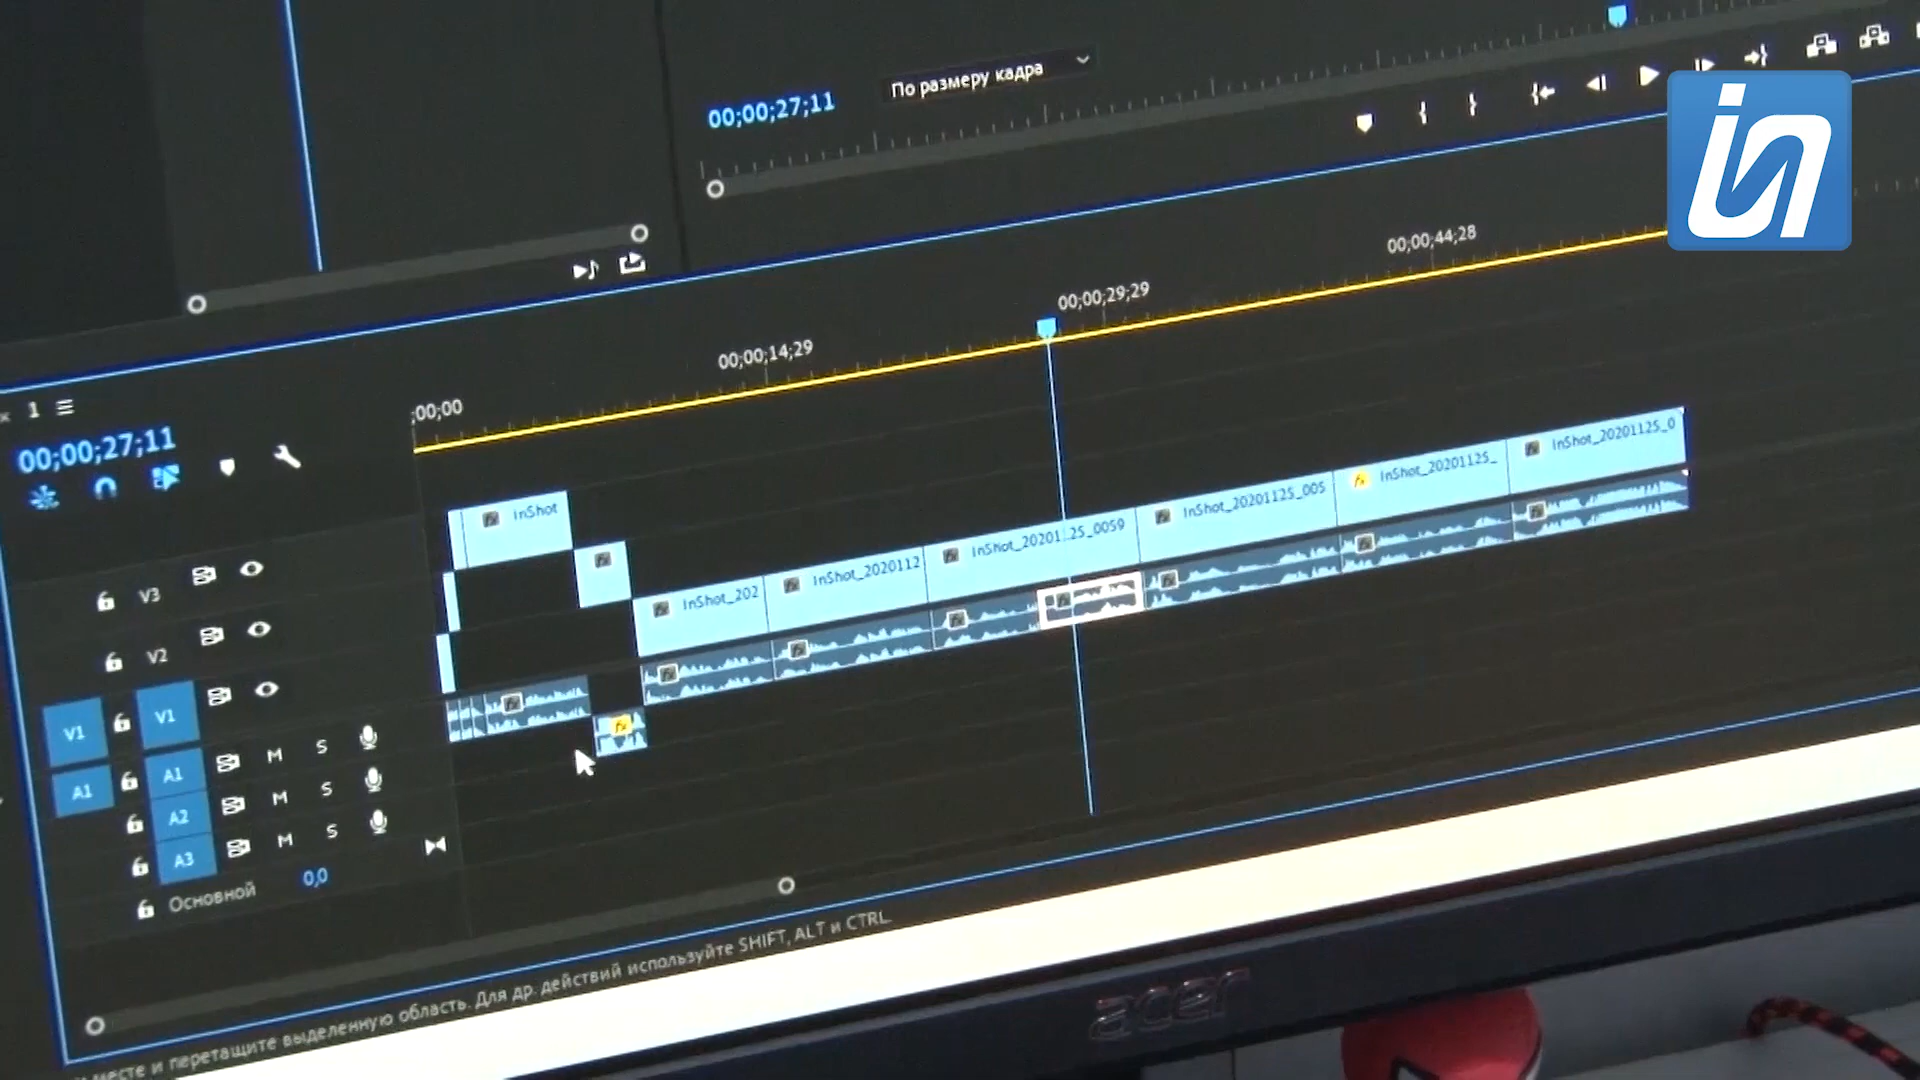 in
По размеру кадра
00;00;27;11
00;00;44;28
00;00;29;29
00;00;14;29
;00;00
1
00;00;27;11
InShot
InShot_202
InShot_2020112
InShot_2020125_0059
InShot_20201125_005
InShot_20201125_
InShot_20201125_0
V3
V2
V1 V1
A1 A1 M S
A2 M S
A3 M S
Основной 0,0
месте и перетащите выделенную область. Для др. действий используйте SHIFT, ALT и CTRL.
acer